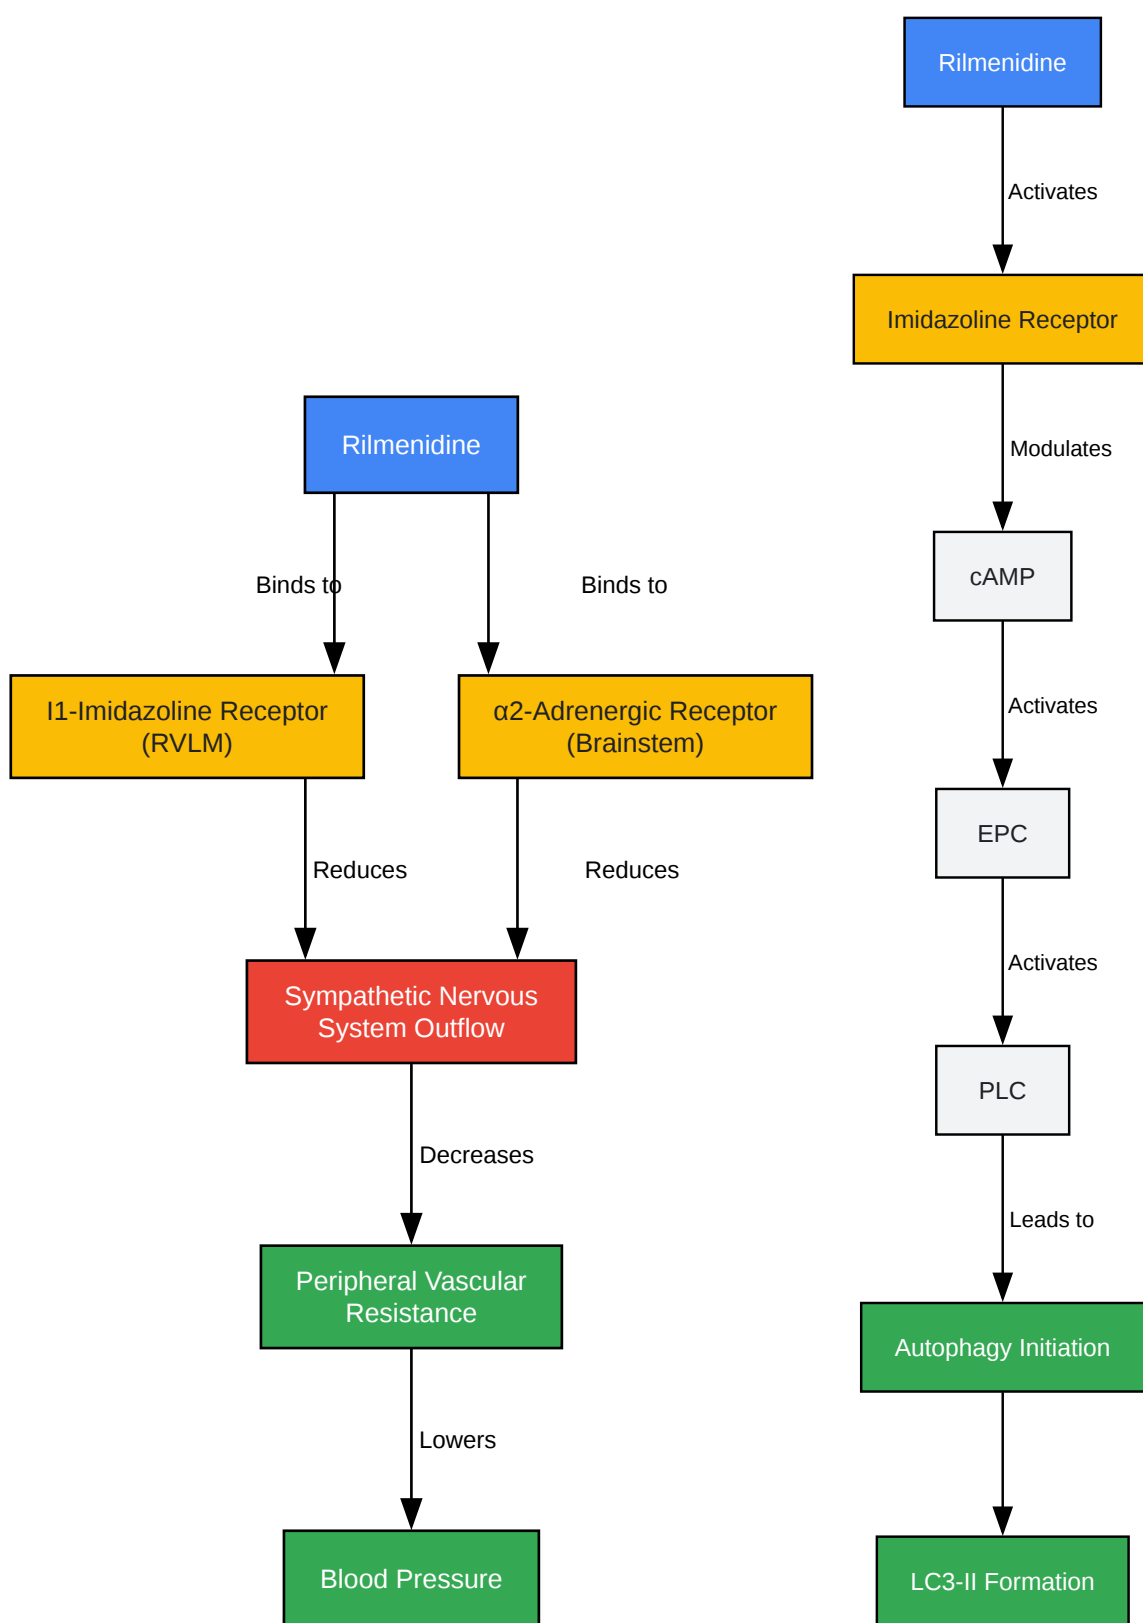 Rilmenidine
Binds to
Binds to
I1-Imidazoline Receptor
(RVLM)
α2-Adrenergic Receptor
(Brainstem)
Reduces
Reduces
Sympathetic Nervous
System Outflow
Decreases
Peripheral Vascular
Resistance
Lowers
Blood Pressure
Rilmenidine
Activates
Imidazoline Receptor
Modulates
cAMP
Activates
EPC
Activates
PLC
Leads to
Autophagy Initiation
LC3-II Formation